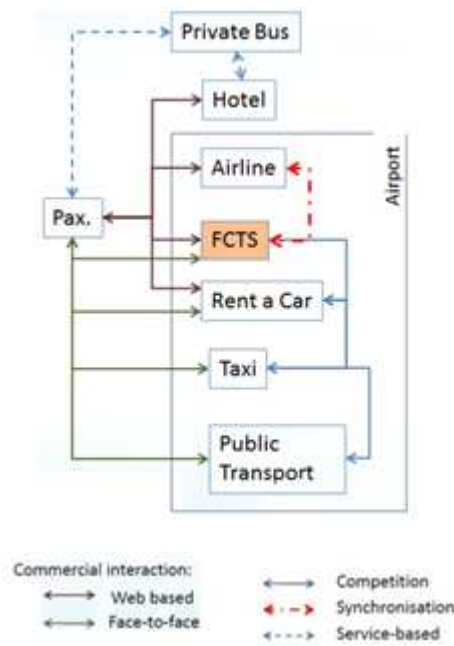 Private Bus
Hotel
Airport
Airline
Pax.
FCTS
Rent a Car
Taxi
Public
Transport
Commercial interaction:
Web based
Face-to-face
Competition
Synchronisation
Service-based